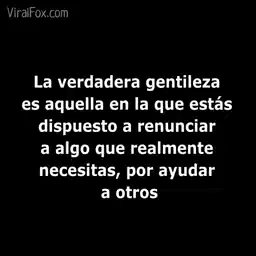 ViralFox.com
La verdadera gentileza
es aquella en la que estás
dispuesto a renunciar
a algo que realmente
necesitas, por ayudar
a otros